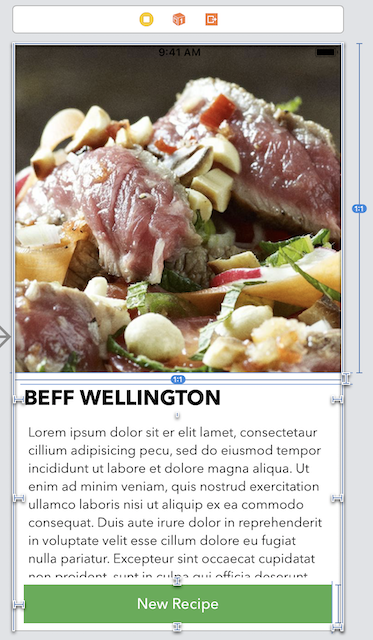 9:41 AM
1:1
1:1
BEFF WELLINGTON
Lorem ipsum dolor sit er elit lamet, consectetaur
cillium adipisicing pecu, sed do eiusmod tempor
incididunt ut labore et dolore magna aliqua. Ut
enim ad minim veniam, quis nostrud exercitation
ullamco laboris nisi ut aliquip ex ea commodo
consequat. Duis aute irure dolor in reprehenderit
in voluptate velit esse cillum dolore eu fugiat
nulla pariatur. Excepteur sint occaecat cupidatat
non proident, sunt in culpa qui officia deserunt
New Recipe